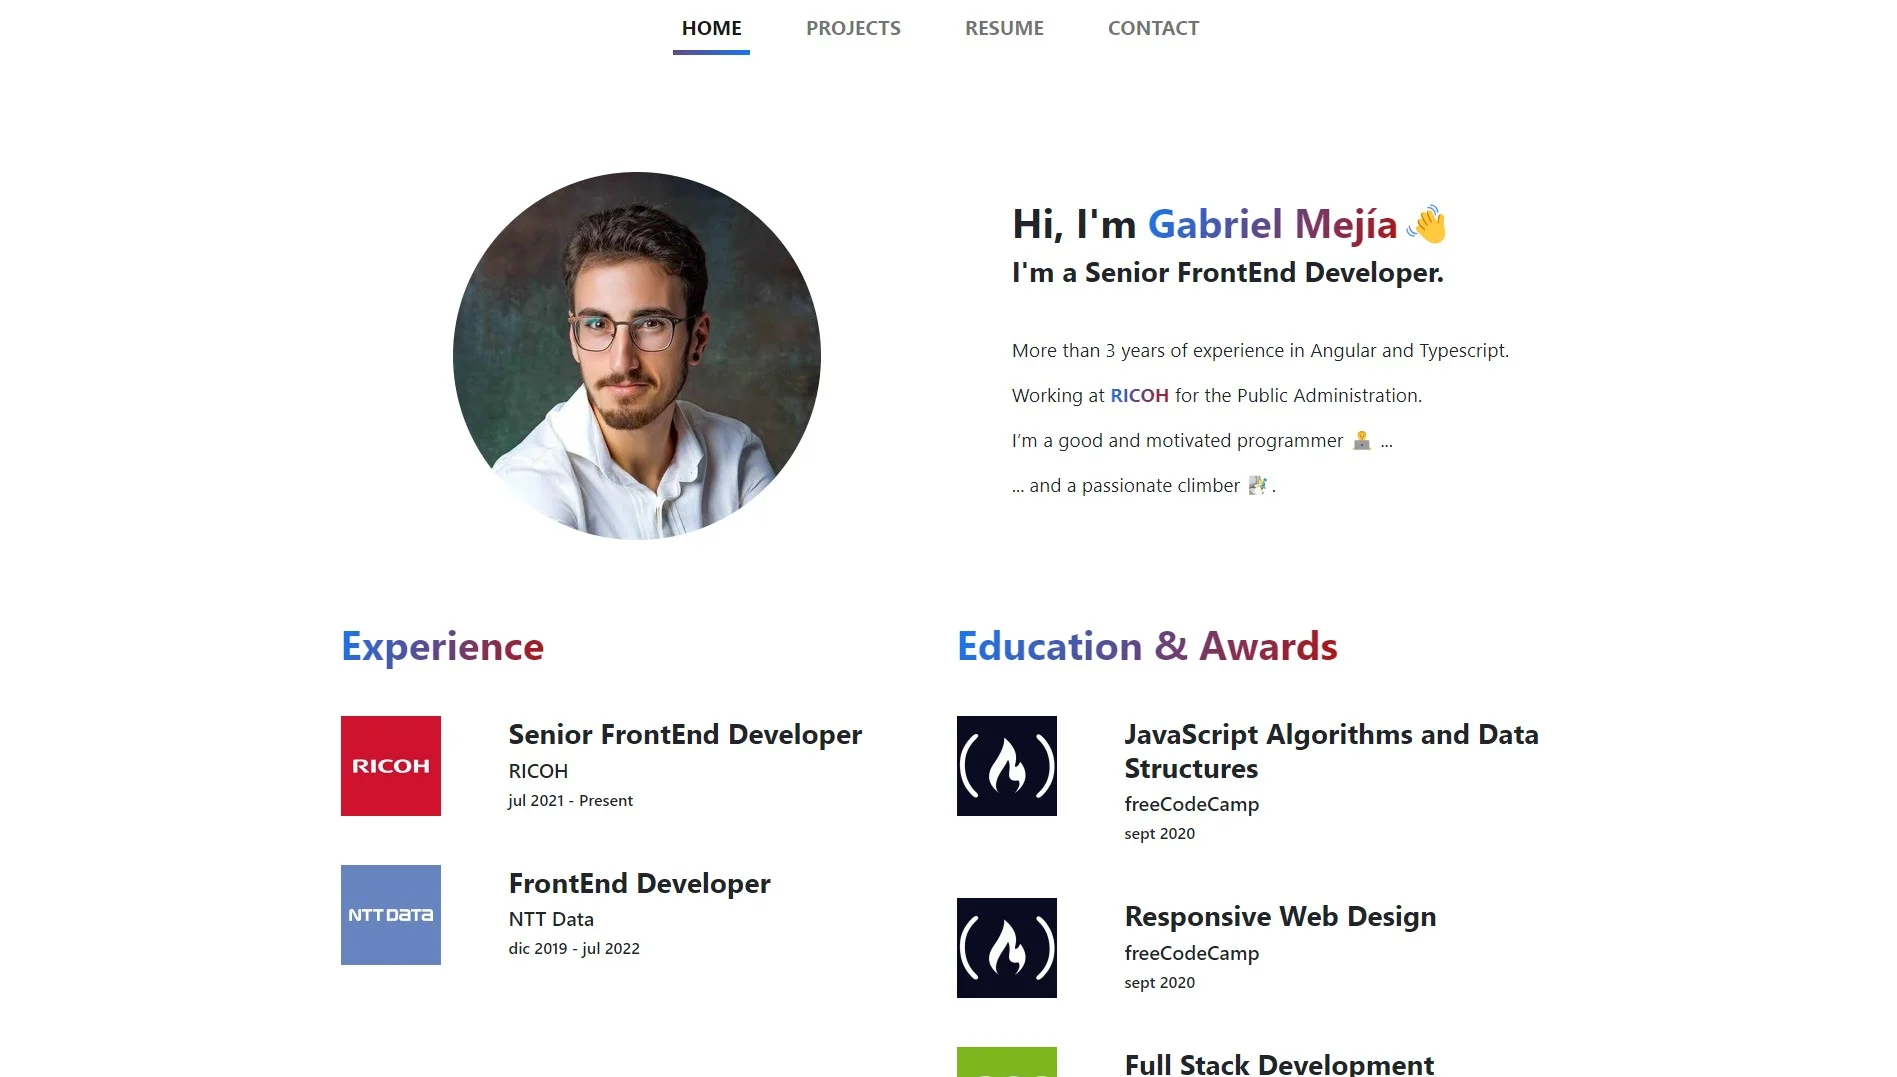 HOME PROJECTS RESUME CONTACT
Hi, I'm Gabriel Mejía 👋
I'm a Senior FrontEnd Developer.
More than 3 years of experience in Angular and Typescript.
Working at RICOH for the Public Administration.
I’m a good and motivated programmer 👨‍💻 ...
... and a passionate climber 🧗 .
Experience
RICOH
Senior FrontEnd Developer
RICOH
jul 2021 - Present
NTT DATA
FrontEnd Developer
NTT Data
dic 2019 - jul 2022
Education & Awards
JavaScript Algorithms and Data
Structures
freeCodeCamp
sept 2020
Responsive Web Design
freeCodeCamp
sept 2020
Full Stack Development